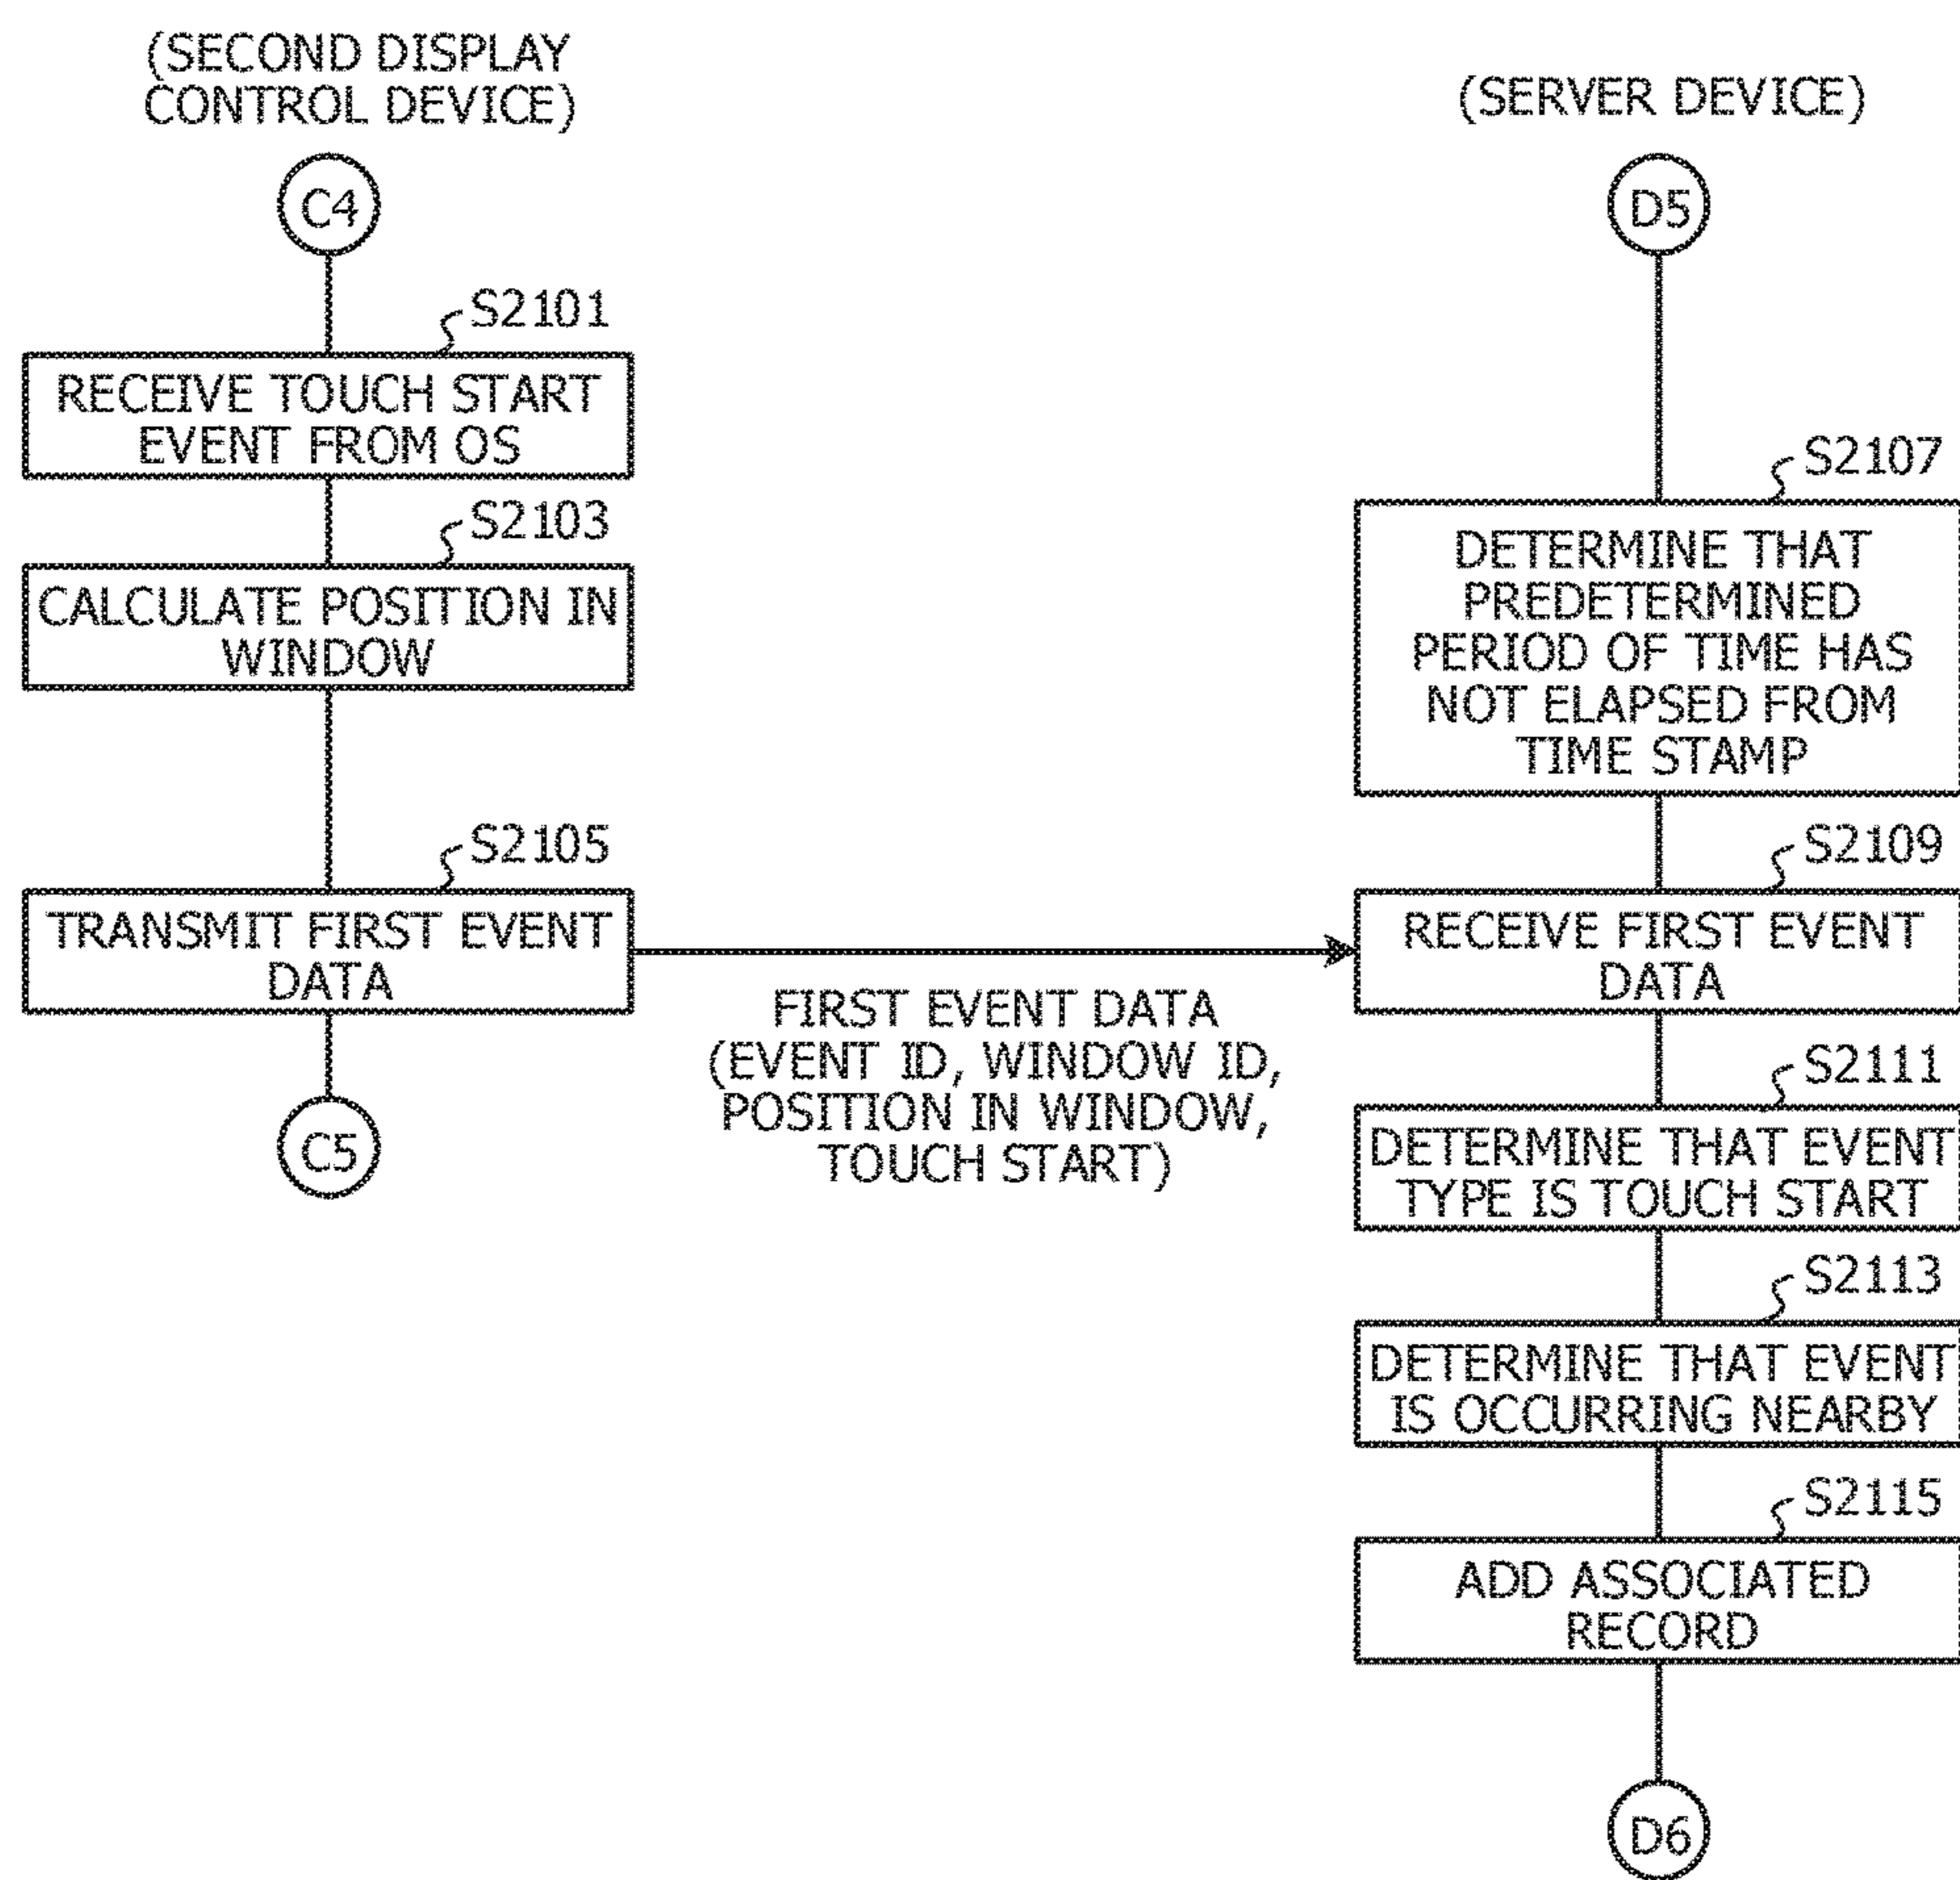 (SECOND DISPLAY
CONTROL DEVICE)
C4
S2101
RECEIVE TOUCH START
EVENT FROM OS
S2103
CALCULATE POSITION IN
WINDOW
S2105
TRANSMIT FIRST EVENT
DATA
C5
FIRST EVENT DATA
(EVENT ID, WINDOW ID,
POSITION IN WINDOW,
TOUCH START)
(SERVER DEVICE)
D5
S2107
DETERMINE THAT
PREDETERMINED
PERIOD OF TIME HAS
NOT ELAPSED FROM
TIME STAMP
S2109
RECEIVE FIRST EVENT
DATA
S2111
DETERMINE THAT EVENT
TYPE IS TOUCH START
S2113
DETERMINE THAT EVENT
IS OCCURRING NEARBY
S2115
ADD ASSOCIATED
RECORD
D6